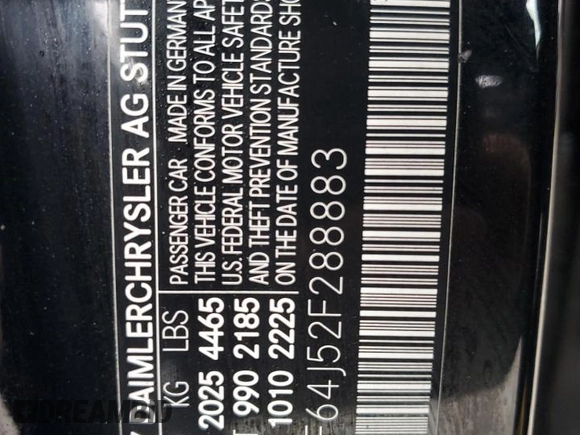 DAIMLERCHRYSLER AG STUT
KG LBS PASSENGER CAR MADE IN GERMAN
2025 4465 THIS VEHICLE CONFORMS TO ALL AP
990 2185 U.S. FEDERAL MOTOR VEHICLE SAFET
1010 2225 AND THEFT PREVENTION STANDARDS
ON THE DATE OF MANUFACTURE SHO
64J52F288883